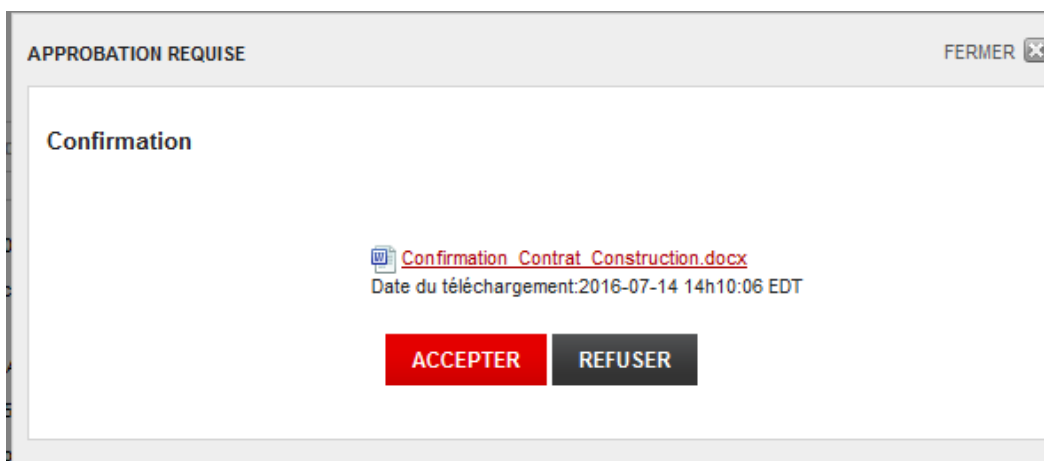 APPROBATION REQUISE
FERMER
Confirmation
Confirmation_Contrat_Construction.docx
Date du téléchargement:2016-07-14 14h10:06 EDT
ACCEPTER
REFUSER